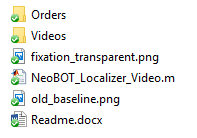 Orders
Videos
fixation_transparent.png
NeoBOT_Localizer_Video.m
old_baseline.png
Readme.docx